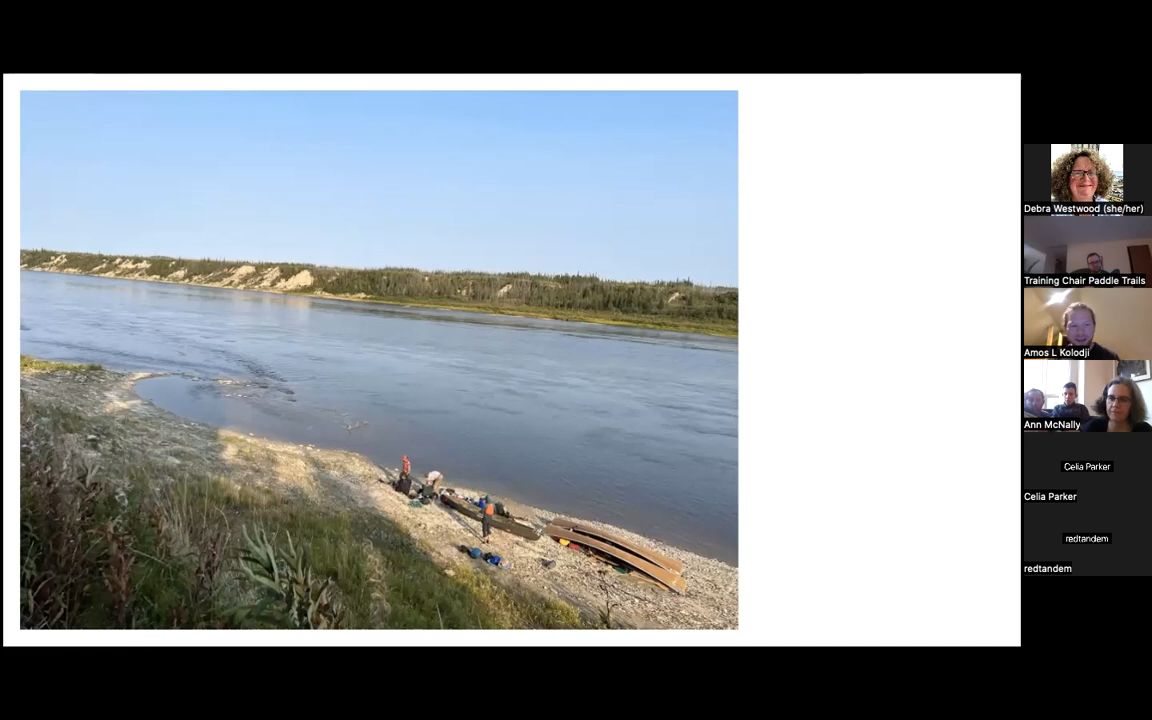 Debra Westwood (she/her)
Training Chair Paddle Trails
Amos L Kolodji
Ann McNally
Celia Parker
Celia Parker
redtandem
redtandem